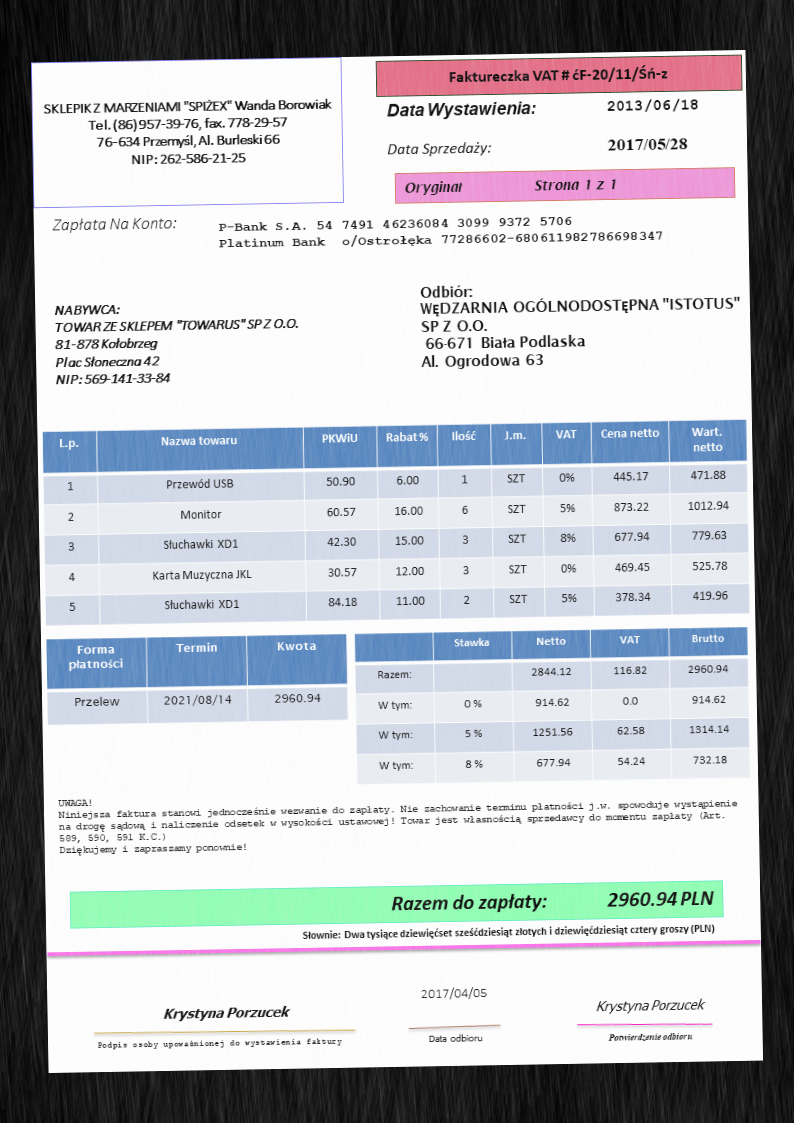 SKLEPIK Z MARZENIAMI "SPIŻEX" Wanda Borowiak
Tel. (86) 957-39-76, fax. 778-29-57
76-634 Przemyśl, Al. Burleski 66
NIP: 262-586-21-25
Faktureczka VAT # ćF-20/11/Śń-z
Data Wystawienia: 2013/06/18
Data Sprzedaży: 2017/05/28
Oryginał Strona 1 z 1
Zapłata Na Konto:
P-Bank S.A. 54 7491 46236084 3099 9372 5706
Platinum Bank o/Ostrołęka 77286602-680611982786698347
NABYWCA:
TOWAR ZE SKLEPEM "TOWARUS" SP Z O.O.
81-878 Kołobrzeg
Plac Słoneczna 42
NIP: 569-141-33-84
Odbiór:
WĘDZARNIA OGÓLNODOSTĘPNA "ISTOTUS"
SP Z O.O.
66-671 Biała Podlaska
Al. Ogrodowa 63
L.p. Nazwa towaru PKWiU Rabat % Ilość J.m. VAT Cena netto Wart. netto
1 Przewód USB 50.90 6.00 1 SZT 0% 445.17 471.88
2 Monitor 60.57 16.00 6 SZT 5% 873.22 1012.94
3 Słuchawki XD1 42.30 15.00 3 SZT 8% 677.94 779.63
4 Karta Muzyczna JKL 30.57 12.00 3 SZT 0% 469.45 525.78
5 Słuchawki XD1 84.18 11.00 2 SZT 5% 378.34 419.96
Forma płatności Termin Kwota
Przelew 2021/08/14 2960.94
Stawka Netto VAT Brutto
Razem: 2844.12 116.82 2960.94
W tym: 0 % 914.62 0.0 914.62
W tym: 5 % 1251.56 62.58 1314.14
W tym: 8 % 677.94 54.24 732.18
UWAGA!
Niniejsza faktura stanowi jednocześnie wezwanie do zapłaty. Nie zachowanie terminu płatności j.w. spowoduje wystąpienie
na drogę sądową i naliczenie odsetek w wysokości ustawowej! Towar jest własnością sprzedawcy do momentu zapłaty (Art.
589, 590, 591 K.C.)
Dziękujemy i zapraszamy ponownie!
Razem do zapłaty: 2960.94 PLN
Słownie: Dwa tysiące dziewięćset sześćdziesiąt złotych i dziewięćdziesiąt cztery groszy (PLN)
Krystyna Porzucek
Podpis osoby upoważnionej do wystawienia faktury
2017/04/05
Data odbioru
Krystyna Porzucek
Potwierdzenie odbioru